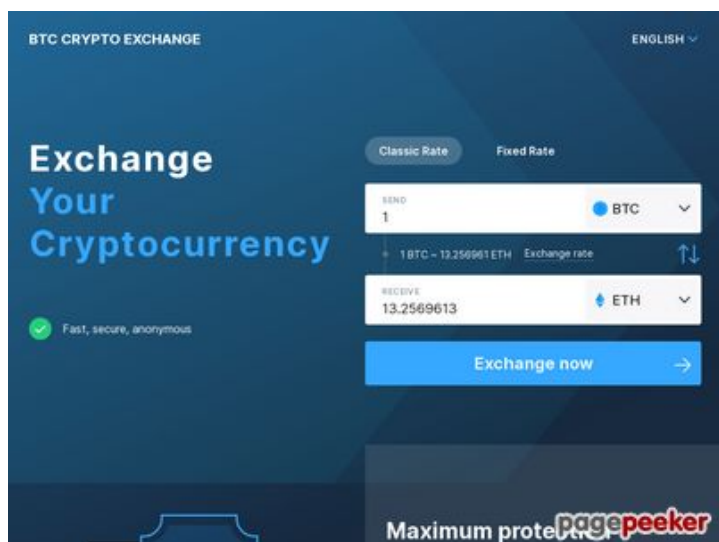 BTC CRYPTO EXCHANGE
ENGLISH
Exchange
Your
Cryptocurrency
Fast, secure, anonymous
Classic Rate Fixed Rate
SEND
1
BTC
1 BTC ~ 13.256961 ETH Exchange rate
RECEIVE
13.2569613
ETH
Exchange now
Maximum protection
pagepeeker